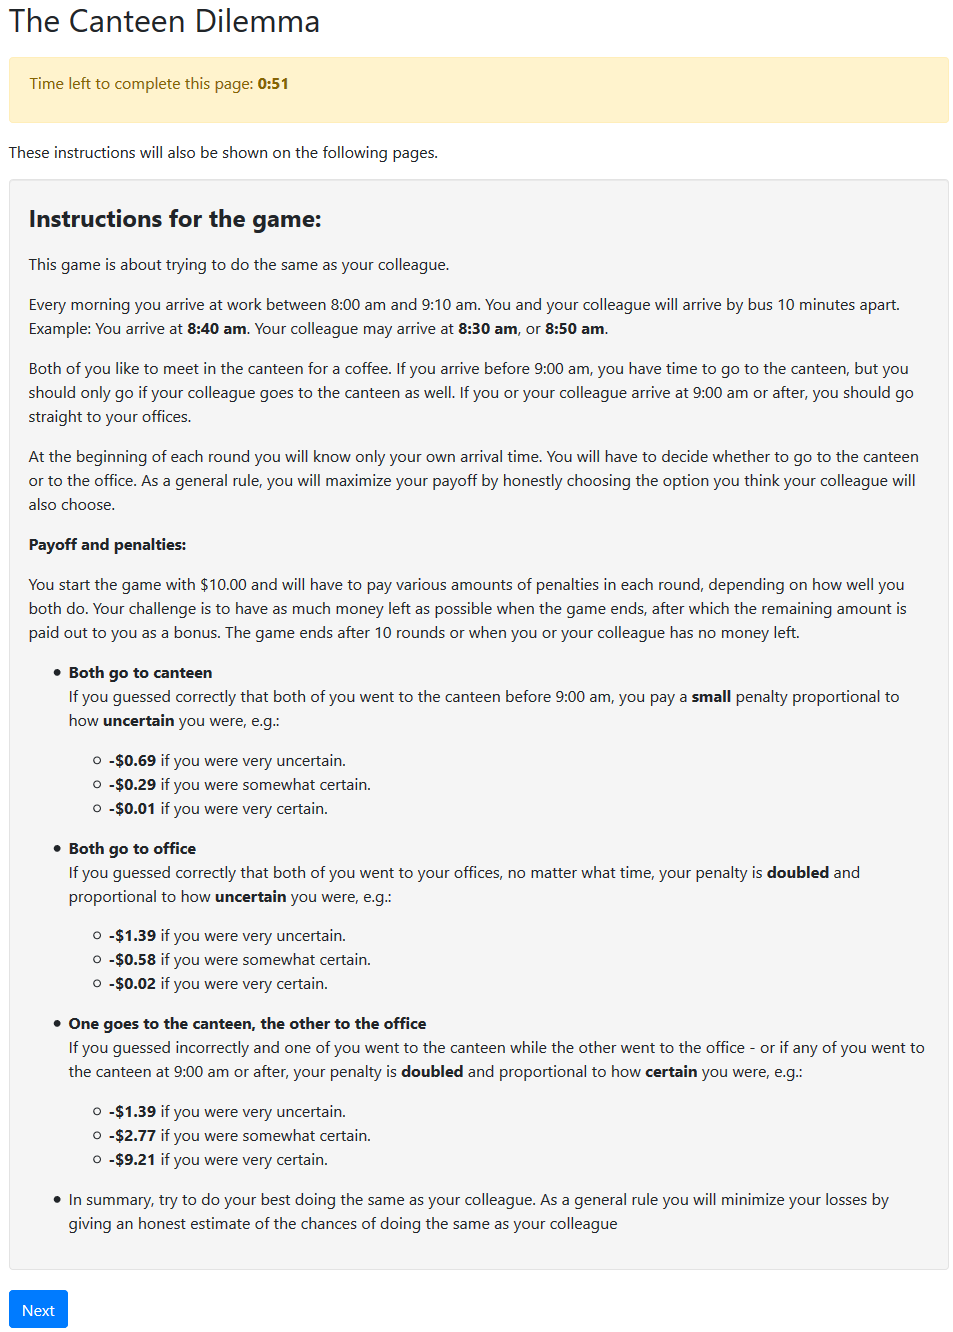 The Canteen Dilemma
Time left to complete this page: 0:51
These instructions will also be shown on the following pages.
Instructions for the game:
This game is about trying to do the same as your colleague.
Every morning you arrive at work between 8:00 am and 9:10 am. You and your colleague will arrive by bus 10 minutes apart.
Example: You arrive at 8:40 am. Your colleague may arrive at 8:30 am, or 8:50 am.
Both of you like to meet in the canteen for a coffee. If you arrive before 9:00 am, you have time to go to the canteen, but you
should only go if your colleague goes to the canteen as well. If you or your colleague arrive at 9:00 am or after, you should go
straight to your offices.
At the beginning of each round you will know only your own arrival time. You will have to decide whether to go to the canteen
or to the office. As a general rule, you will maximize your payoff by honestly choosing the option you think your colleague will
also choose.
Payoff and penalties:
You start the game with $10.00 and will have to pay various amounts of penalties in each round, depending on how well you
both do. Your challenge is to have as much money left as possible when the game ends, after which the remaining amount is
paid out to you as a bonus. The game ends after 10 rounds or when you or your colleague has no money left.
• Both go to canteen
If you guessed correctly that both of you went to the canteen before 9:00 am, you pay a small penalty proportional to
how uncertain you were, e.g.:
○ -$0.69 if you were very uncertain.
○ -$0.29 if you were somewhat certain.
○ -$0.01 if you were very certain.
• Both go to office
If you guessed correctly that both of you went to your offices, no matter what time, your penalty is doubled and
proportional to how uncertain you were, e.g.:
○ -$1.39 if you were very uncertain.
○ -$0.58 if you were somewhat certain.
○ -$0.02 if you were very certain.
• One goes to the canteen, the other to the office
If you guessed incorrectly and one of you went to the canteen while the other went to the office - or if any of you went to
the canteen at 9:00 am or after, your penalty is doubled and proportional to how certain you were, e.g.:
○ -$1.39 if you were very uncertain.
○ -$2.77 if you were somewhat certain.
○ -$9.21 if you were very certain.
• In summary, try to do your best doing the same as your colleague. As a general rule you will minimize your losses by
giving an honest estimate of the chances of doing the same as your colleague
Next